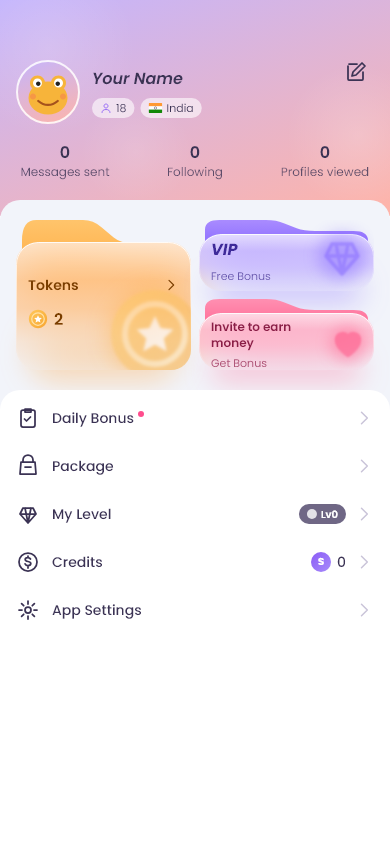 Your Name
18
India
0
Messages sent
0
Following
0
Profiles viewed
Tokens
2
VIP
Free Bonus
Invite to earn
money
Get Bonus
Daily Bonus
Package
My Level
Lv0
Credits
S
0
App Settings